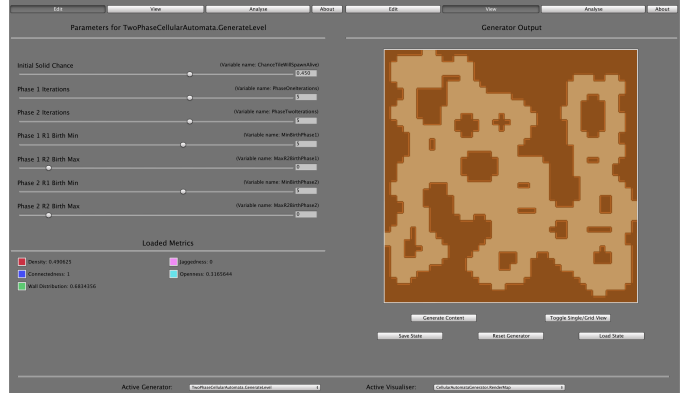 Edit View Analyse About Edit View Analyse About
Parameters for TwoPhaseCellularAutomata.GenerateLevel
Generator Output
Initial Solid Chance (Variable name: ChanceTileWillSpawnAlive)
0.450
Phase 1 Iterations (Variable name: PhaseOneIterations)
5
Phase 2 Iterations (Variable name: PhaseTwoIterations)
5
Phase 1 R1 Birth Min (Variable name: MinBirthPhase1)
5
Phase 1 R2 Birth Max (Variable name: MaxR2BirthPhase1)
0
Phase 2 R1 Birth Min (Variable name: MinBirthPhase2)
5
Phase 2 R2 Birth Max (Variable name: MaxR2BirthPhase2)
0
Loaded Metrics
Density: 0.490625 Jaggedness: 0
Connectedness: 1 Openness: 0.3165644
Wall Distribution: 0.6834356
Generate Content Toggle Single/Grid View
Save State Reset Generator Load State
Active Generator: TwoPhaseCellularAutomata.GenerateLevel Active Visualiser: CellularAutomataGenerator.RenderMap